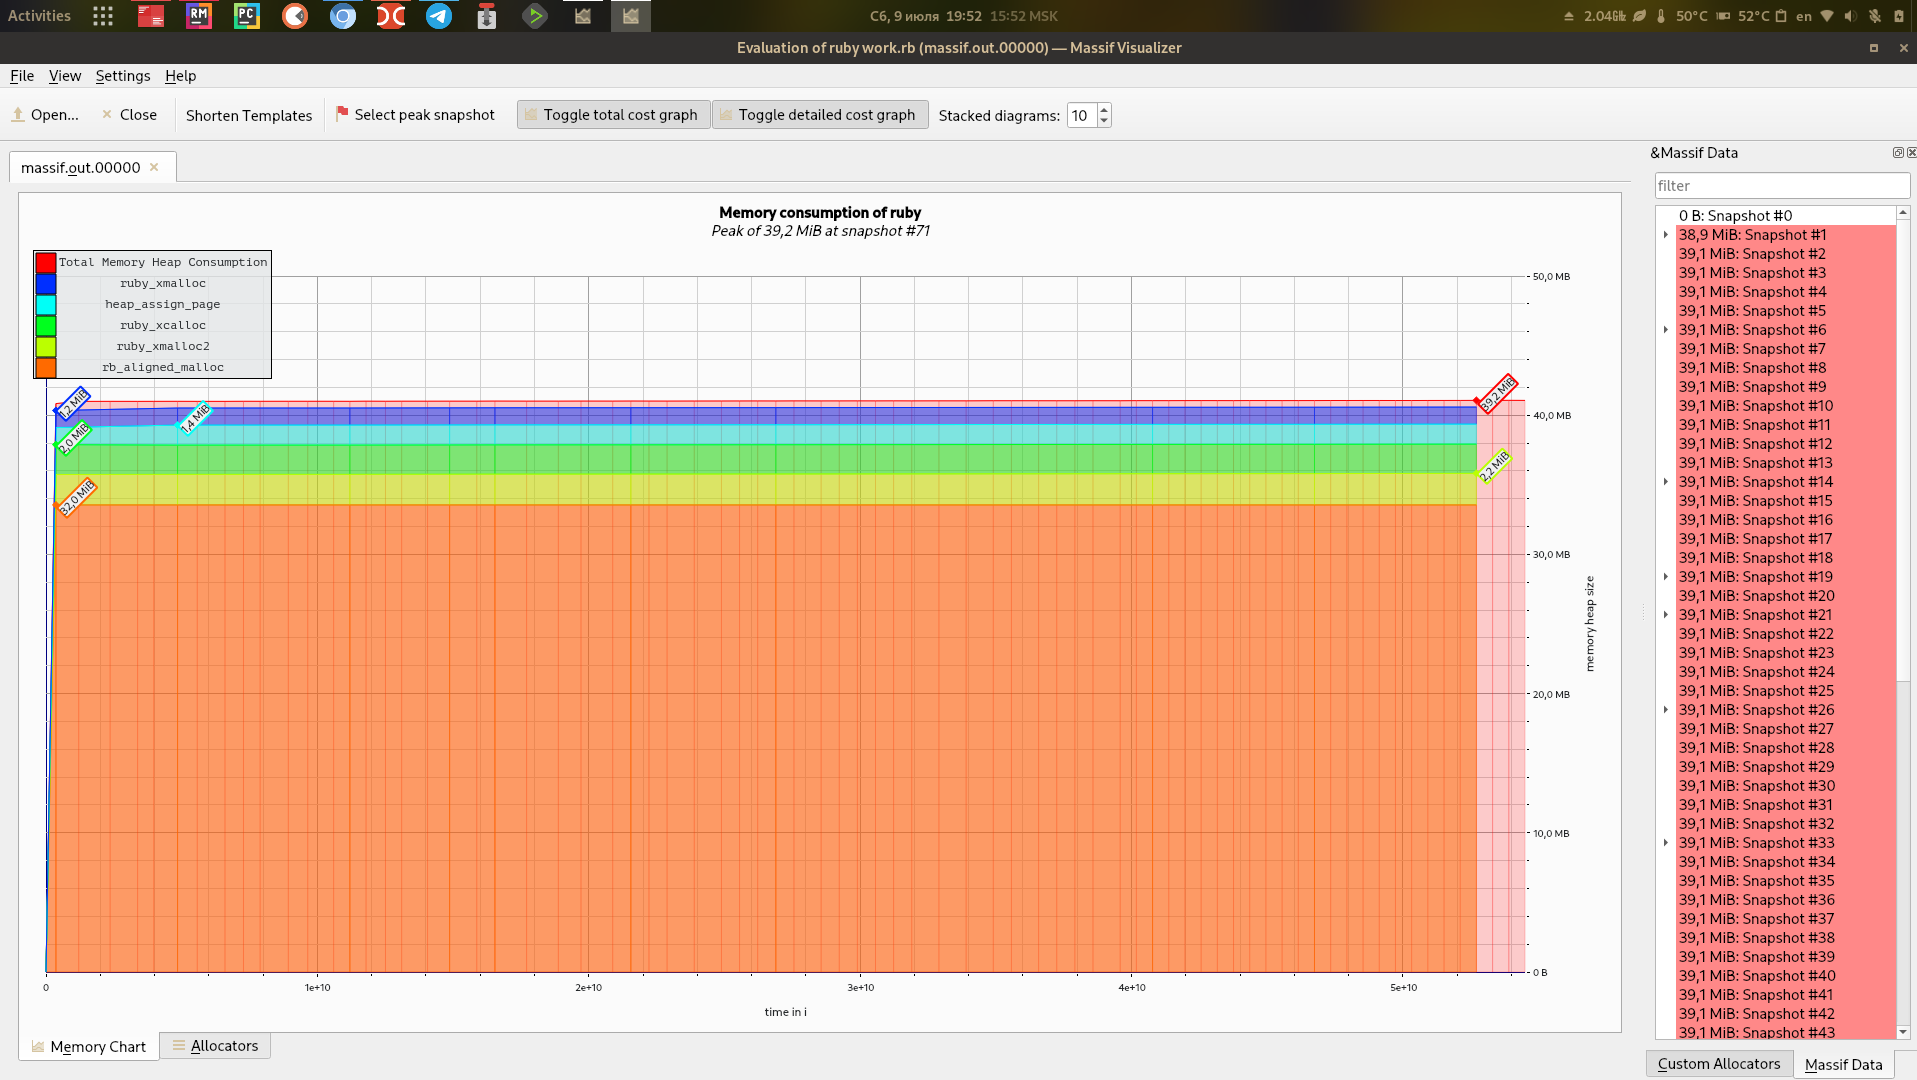 Activities
RM
PC
Сб, 9 июля 19:52 15:52 MSK
2.04GHz
50°C
52°C
en
Evaluation of ruby work.rb (massif.out.00000) — Massif Visualizer
File View Settings Help
Open... Close Shorten Templates Select peak snapshot Toggle total cost graph Toggle detailed cost graph Stacked diagrams: 10
massif.out.00000
Memory consumption of ruby
Peak of 39,2 MiB at snapshot #71
Total Memory Heap Consumption
ruby_xmalloc
heap_assign_page
ruby_xcalloc
ruby_xmalloc2
rb_aligned_malloc
1,2 MiB
1,4 MiB
2,0 MiB
32,0 MiB
39,2 MiB
2,2 MiB
50,0 MB
40,0 MB
30,0 MB
20,0 MB
10,0 MB
0 B
memory heap size
0 1e+10 2e+10 3e+10 4e+10 5e+10
time in i
Memory Chart Allocators
&Massif Data
filter
0 B: Snapshot #0
38,9 MiB: Snapshot #1
39,1 MiB: Snapshot #2
39,1 MiB: Snapshot #3
39,1 MiB: Snapshot #4
39,1 MiB: Snapshot #5
39,1 MiB: Snapshot #6
39,1 MiB: Snapshot #7
39,1 MiB: Snapshot #8
39,1 MiB: Snapshot #9
39,1 MiB: Snapshot #10
39,1 MiB: Snapshot #11
39,1 MiB: Snapshot #12
39,1 MiB: Snapshot #13
39,1 MiB: Snapshot #14
39,1 MiB: Snapshot #15
39,1 MiB: Snapshot #16
39,1 MiB: Snapshot #17
39,1 MiB: Snapshot #18
39,1 MiB: Snapshot #19
39,1 MiB: Snapshot #20
39,1 MiB: Snapshot #21
39,1 MiB: Snapshot #22
39,1 MiB: Snapshot #23
39,1 MiB: Snapshot #24
39,1 MiB: Snapshot #25
39,1 MiB: Snapshot #26
39,1 MiB: Snapshot #27
39,1 MiB: Snapshot #28
39,1 MiB: Snapshot #29
39,1 MiB: Snapshot #30
39,1 MiB: Snapshot #31
39,1 MiB: Snapshot #32
39,1 MiB: Snapshot #33
39,1 MiB: Snapshot #34
39,1 MiB: Snapshot #35
39,1 MiB: Snapshot #36
39,1 MiB: Snapshot #37
39,1 MiB: Snapshot #38
39,1 MiB: Snapshot #39
39,1 MiB: Snapshot #40
39,1 MiB: Snapshot #41
39,1 MiB: Snapshot #42
39,1 MiB: Snapshot #43
Custom Allocators Massif Data